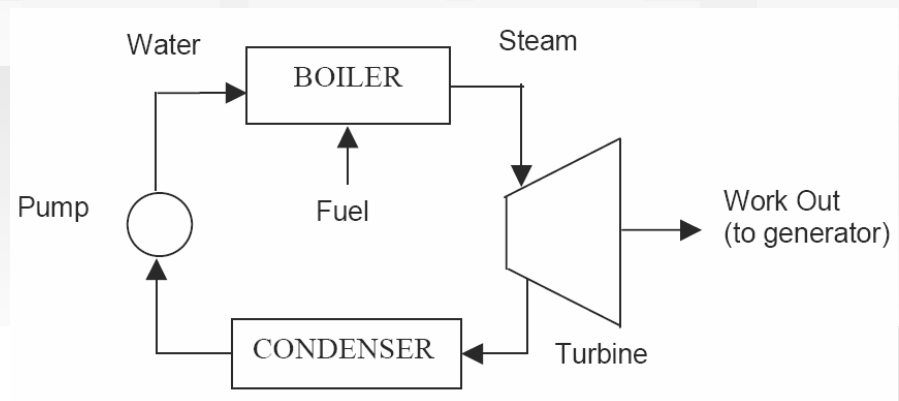 Water
Steam
BOILER
Pump
Fuel
Work Out
(to generator)
CONDENSER
Turbine